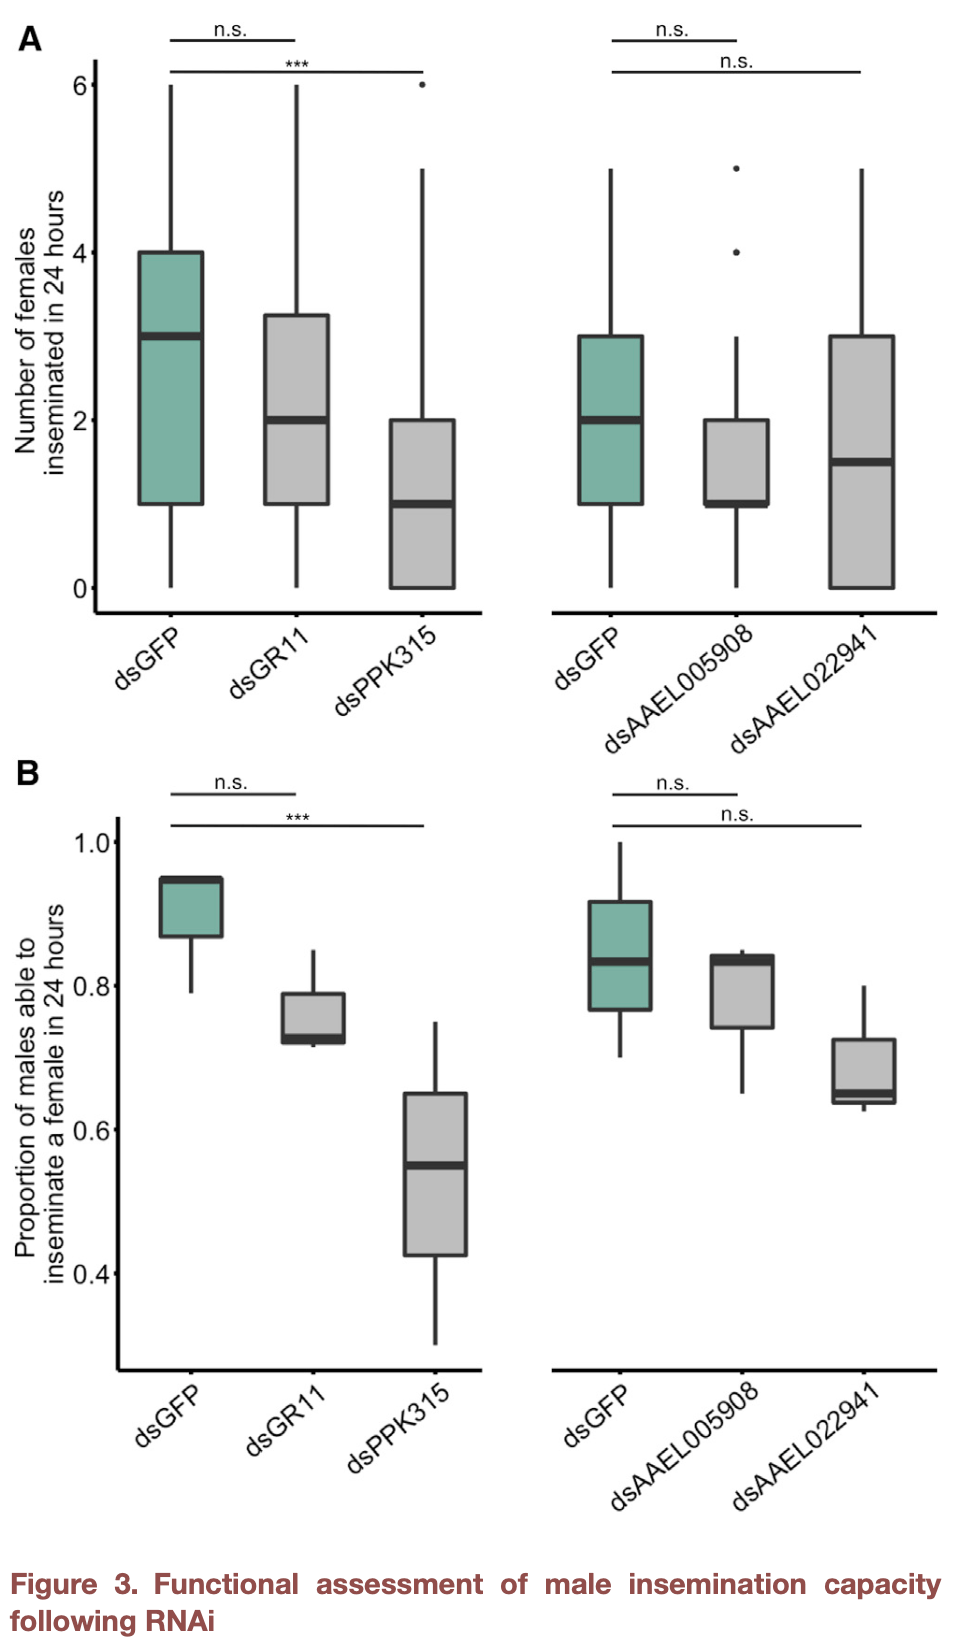 A
n.s.
***
n.s.
n.s.
Number of females
inseminated in 24 hours
6
4
2
0
dsGFP
dsGR11
dsPPK315
dsGFP
dsAAEL005908
dsAAEL022941
B
n.s.
***
n.s.
n.s.
Proportion of males able to
inseminate a female in 24 hours
1.0
0.8
0.6
0.4
dsGFP
dsGR11
dsPPK315
dsGFP
dsAAEL005908
dsAAEL022941
Figure 3. Functional assessment of male insemination capacity
following RNAi